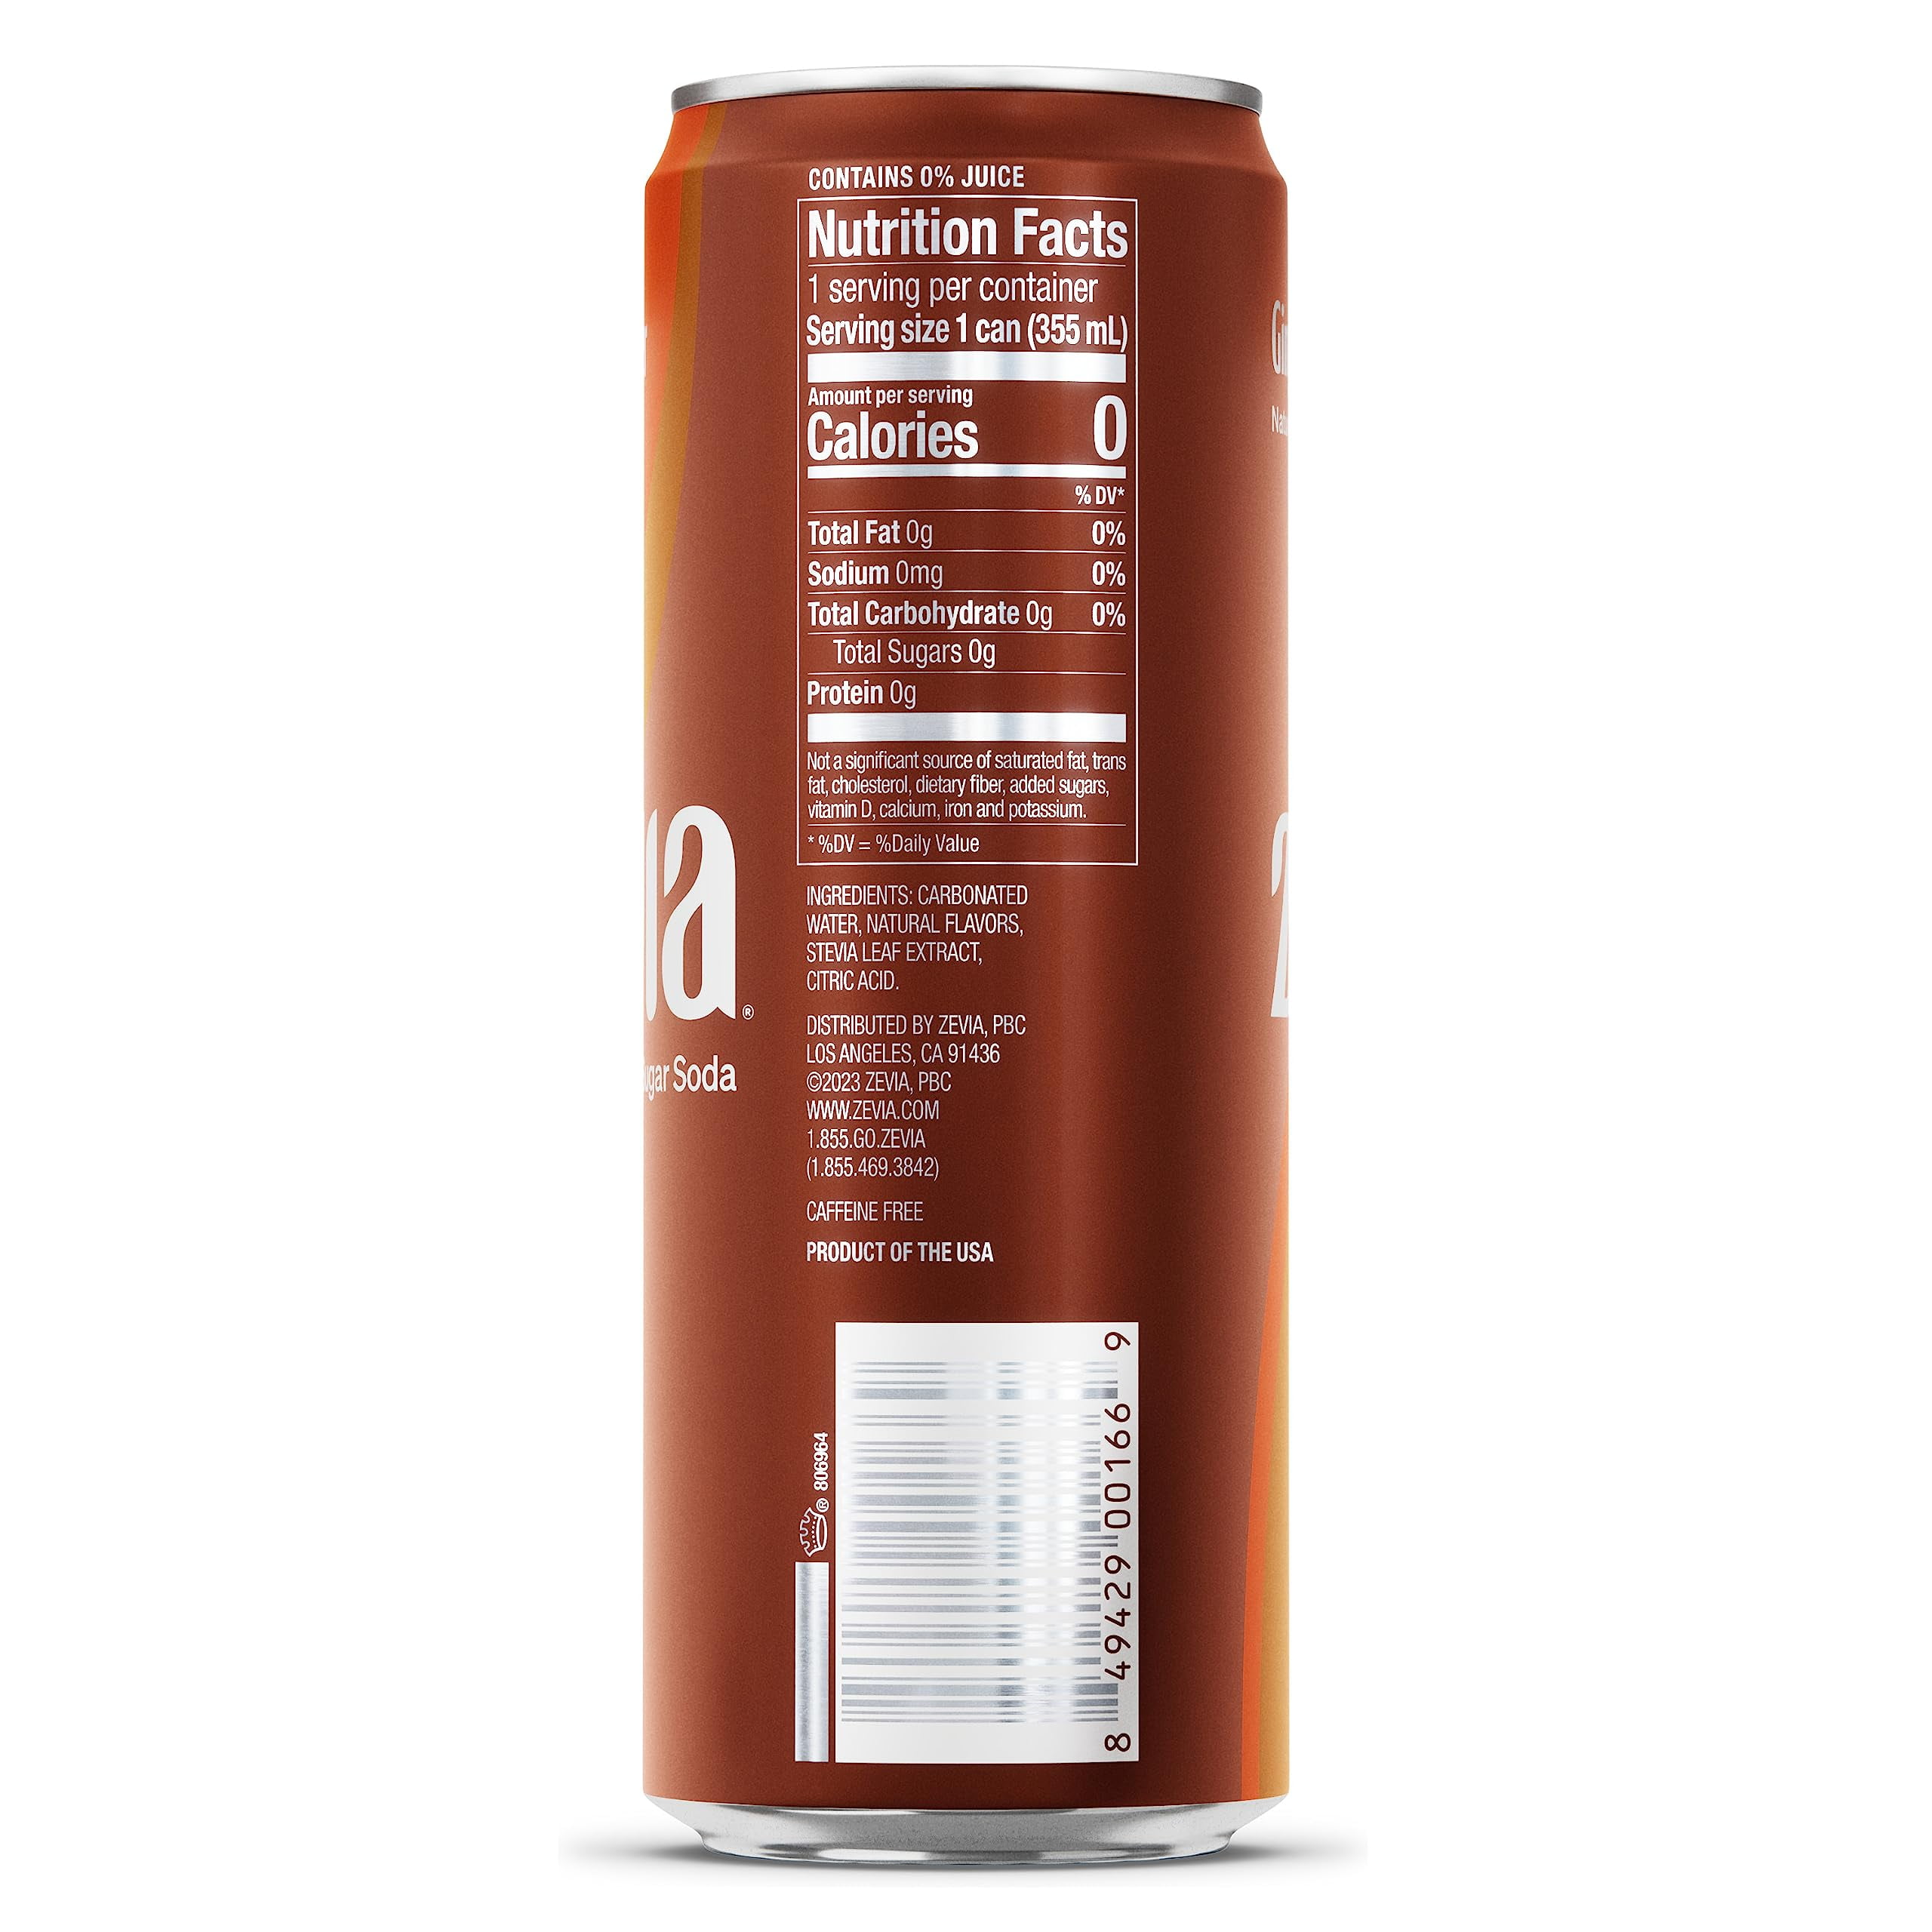 CONTAINS 0% JUICE
Nutrition Facts
1 serving per container
Serving size 1 can (355 mL)
Amount per serving
Calories 0
% DV*
Total Fat 0g 0%
Sodium 0mg 0%
Total Carbohydrate 0g 0%
Total Sugars 0g
Protein 0g
Not a significant source of saturated fat, trans
fat, cholesterol, dietary fiber, added sugars,
vitamin D, calcium, iron and potassium.
* %DV = %Daily Value
INGREDIENTS: CARBONATED
WATER, NATURAL FLAVORS,
STEVIA LEAF EXTRACT,
CITRIC ACID.
DISTRIBUTED BY ZEVIA, PBC
LOS ANGELES, CA 91436
©2023 ZEVIA, PBC
WWW.ZEVIA.COM
1.855.GO.ZEVIA
(1.855.469.3842)
CAFFEINE FREE
PRODUCT OF THE USA
® 806964
8 49429 00166 9
®
Soda